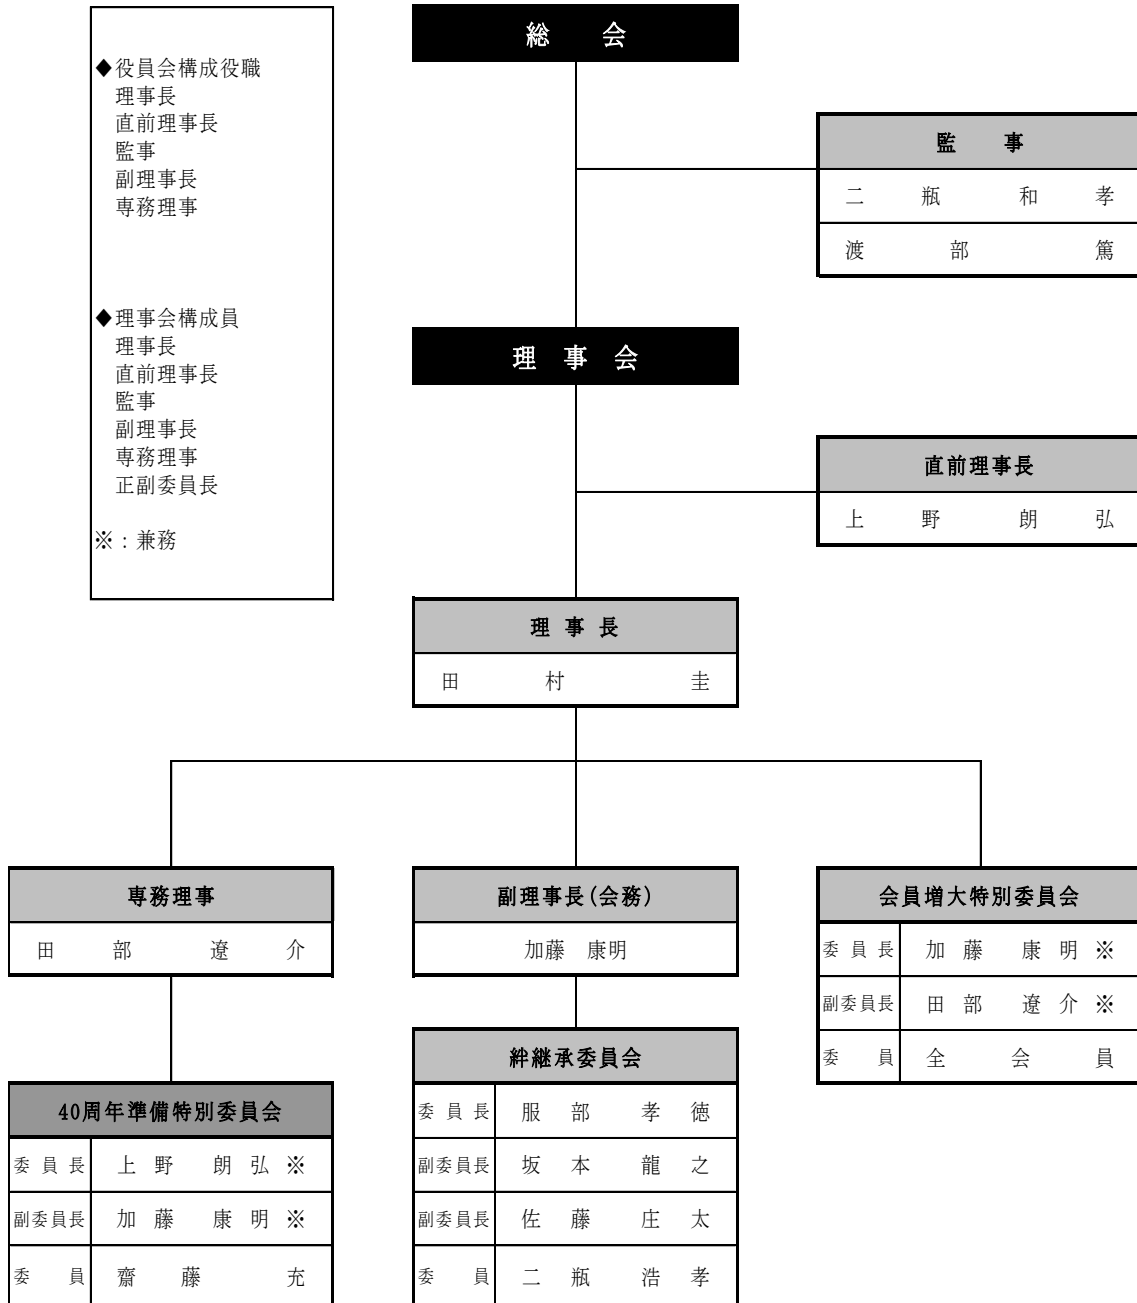 ◆役員会構成役職
理事長
直前理事長
監事
副理事長
専務理事
◆理事会構成員
理事長
直前理事長
監事
副理事長
専務理事
正副委員長
※：兼務
総　会
監　事
二瓶　和孝
渡部　篤
理事会
直前理事長
上野　朗弘
理事長
田村　圭
専務理事
田部　遼介
40周年準備特別委員会
委員長 上野　朗弘※
副委員長 加藤　康明※
委員 齋藤　充
副理事長(会務)
加藤　康明
絆継承委員会
委員長 服部　孝徳
副委員長 坂本　龍之
副委員長 佐藤　庄太
委員 二瓶　浩孝
会員増大特別委員会
委員長 加藤　康明※
副委員長 田部　遼介※
委員 全会員